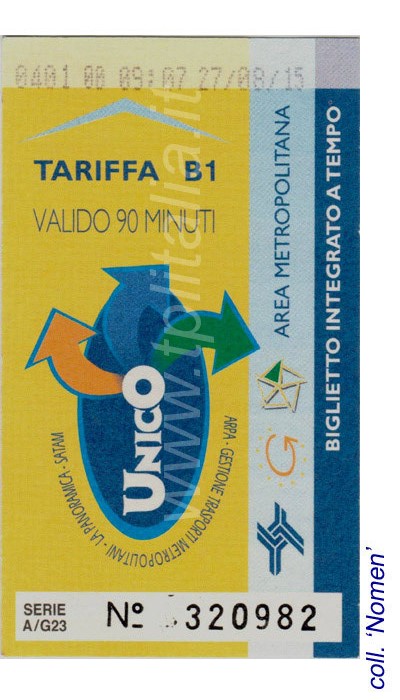 0401 00 09:07 27/08/15
TARIFFA B1
VALIDO 90 MINUTI
UNICO
ARPA - GESTIONE TRASPORTI METROPOLITANI - LA PANORAMICA - SATAM
AREA METROPOLITANA
BIGLIETTO INTEGRATO A TEMPO
SERIE
A/G23
Nº 320982
www.tplitalia.it
coll. 'Nomen'